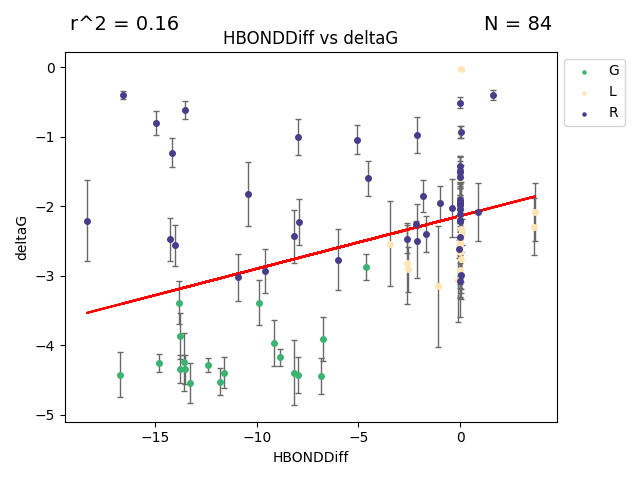 r^2 = 0.16
N = 84
HBONDDiff vs deltaG
G
L
R
0
−1
−2
−3
−4
−5
deltaG
−15
−10
−5
0
HBONDDiff